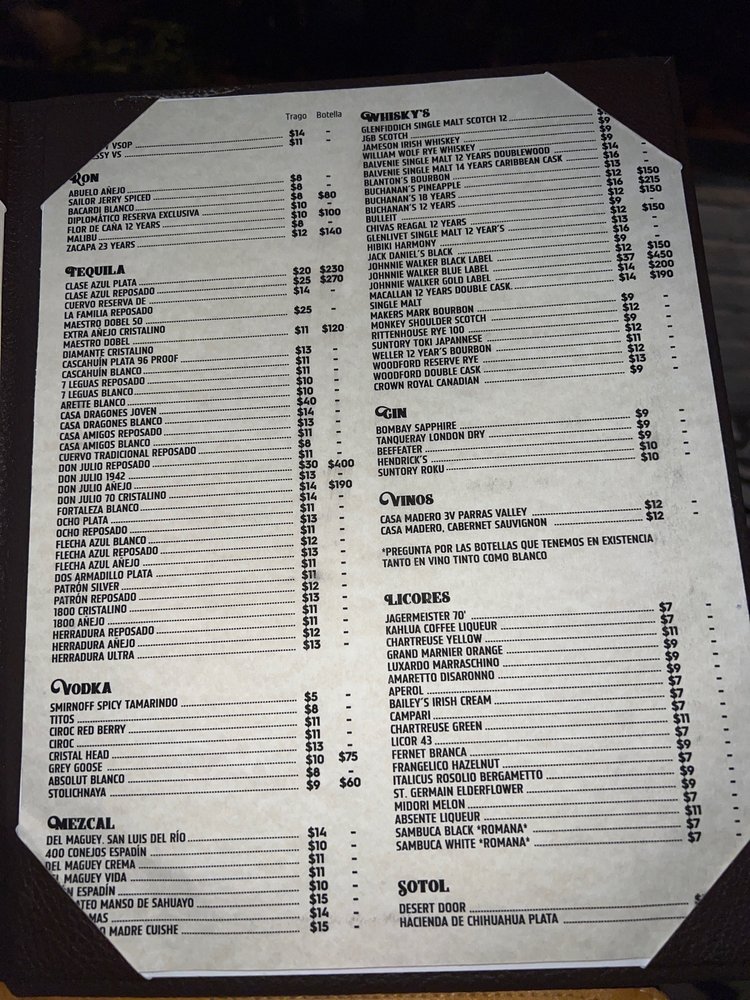 Trago Botella
Y VSOP $14 -
ESSY VS $11 -
RON
ABUELO AÑEJO $8 -
SAILOR JERRY SPICED $8 -
BACARDI BLANCO $8 $80
DIPLOMÁTICO RESERVA EXCLUSIVA $10 -
FLOR DE CAÑA 12 YEARS $10 $100
MALIBU $8 -
ZACAPA 23 YEARS $12 $140
TEQUILA
CLASE AZUL PLATA $20 $230
CLASE AZUL REPOSADO $25 $270
CUERVO RESERVA DE
LA FAMILIA REPOSADO $14 -
MAESTRO DOBEL 50
EXTRA AÑEJO CRISTALINO $25 -
MAESTRO DOBEL
DIAMANTE CRISTALINO $11 $120
CASCAHUÍN PLATA 96 PROOF $13 -
CASCAHUÍN BLANCO $11 -
7 LEGUAS REPOSADO $11 -
7 LEGUAS BLANCO $10 -
ARETTE BLANCO $10 -
CASA DRAGONES JOVEN $40 -
CASA DRAGONES BLANCO $14 -
CASA AMIGOS REPOSADO $13 -
CASA AMIGOS BLANCO $11 -
CUERVO TRADICIONAL REPOSADO $8 -
DON JULIO REPOSADO $11 -
DON JULIO 1942 $30 $400
DON JULIO AÑEJO $13 -
DON JULIO 70 CRISTALINO $14 $190
FORTALEZA BLANCO $14 -
OCHO PLATA $11 -
OCHO REPOSADO $13 -
FLECHA AZUL BLANCO $11 -
FLECHA AZUL REPOSADO $12 -
FLECHA AZUL AÑEJO $13 -
DOS ARMADILLO PLATA $11 -
PATRÓN SILVER $11 -
PATRÓN REPOSADO $12 -
1800 CRISTALINO $13 -
1800 AÑEJO $11 -
HERRADURA REPOSADO $11 -
HERRADURA AÑEJO $12 -
HERRADURA ULTRA $13 -
VODKA
SMIRNOFF SPICY TAMARINDO $5 -
TITOS $8 -
CIROC RED BERRY $11 -
CIROC $11 -
CRISTAL HEAD $13 -
GREY GOOSE $10 $75
ABSOLUT BLANCO $8 -
STOLICHNAYA $9 $60
MEZCAL
DEL MAGUEY, SAN LUIS DEL RÍO $14 -
400 CONEJOS ESPADÍN $10 -
DEL MAGUEY CREMA $11 -
MAGUEY VIDA $11 -
ESPADÍN $10 -
ATEO MANSO DE SAHUAYO $15 -
MAS $14 -
MADRE CUISHE $15 -
WHISKY'S
GLENFIDDICH SINGLE MALT SCOTCH 12
J&B SCOTCH $9
JAMESON IRISH WHISKEY $9
WILLIAM WOLF RYE WHISKEY $9
BALVENIE SINGLE MALT 12 YEARS DOUBLEWOOD $14
BALVENIE SINGLE MALT 14 YEARS CARIBBEAN CASK $16 -
BLANTON'S BOURBON $13 -
BUCHANAN'S PINEAPPLE $12 $150
BUCHANAN'S 18 YEARS $16 $215
BUCHANAN'S 12 YEARS $12 $150
BULLEIT $9 -
CHIVAS REAGAL 12 YEARS $12 $150
GLENLIVET SINGLE MALT 12 YEAR'S $13 -
HIBIKI HARMONY $16 -
JACK DANIEL'S BLACK $9 -
JOHNNIE WALKER BLACK LABEL $12 $150
JOHNNIE WALKER BLUE LABEL $37 $450
JOHNNIE WALKER GOLD LABEL $14 $200
MACALLAN 12 YEARS DOUBLE CASK.
SINGLE MALT $14 $190
MAKERS MARK BOURBON $9 -
MONKEY SHOULDER SCOTCH $12 -
RITTENHOUSE RYE 100 $9 -
SUNTORY TOKI JAPANNESE $12 -
WELLER 12 YEAR'S BOURBON $11 -
WOODFORD RESERVE RYE $12 -
WOODFORD DOUBLE CASK $13 -
CROWN ROYAL CANADIAN $9 -
GIN
BOMBAY SAPPHIRE $9 -
TANQUERAY LONDON DRY $9 -
BEEFEATER $9 -
HENDRICK'S $10 -
SUNTORY ROKU $10 -
VINOS
CASA MADERO 3V PARRAS VALLEY $12 -
CASA MADERO, CABERNET SAUVIGNON $12 -
*PREGUNTA POR LAS BOTELLAS QUE TENEMOS EN EXISTENCIA
TANTO EN VINO TINTO COMO BLANCO
LICORES
JAGERMEISTER 70' $7 -
KAHLUA COFFEE LIQUEUR $7 -
CHARTREUSE YELLOW $11 -
GRAND MARNIER ORANGE $9 -
LUXARDO MARRASCHINO $9 -
AMARETTO DISARONNO $9 -
APEROL $7 -
BAILEY'S IRISH CREAM $7 -
CAMPARI $7 -
CHARTREUSE GREEN $11 -
LICOR 43 $7 -
FERNET BRANCA $9 -
FRANGELICO HAZELNUT $7 -
ITALICUS ROSOLIO BERGAMETTO $9 -
ST. GERMAIN ELDERFLOWER $9 -
MIDORI MELON $7 -
ABSENTE LIQUEUR $11 -
SAMBUCA BLACK *ROMANA* $7 -
SAMBUCA WHITE *ROMANA* $7 -
SOTOL
DESERT DOOR
HACIENDA DE CHIHUAHUA PLATA